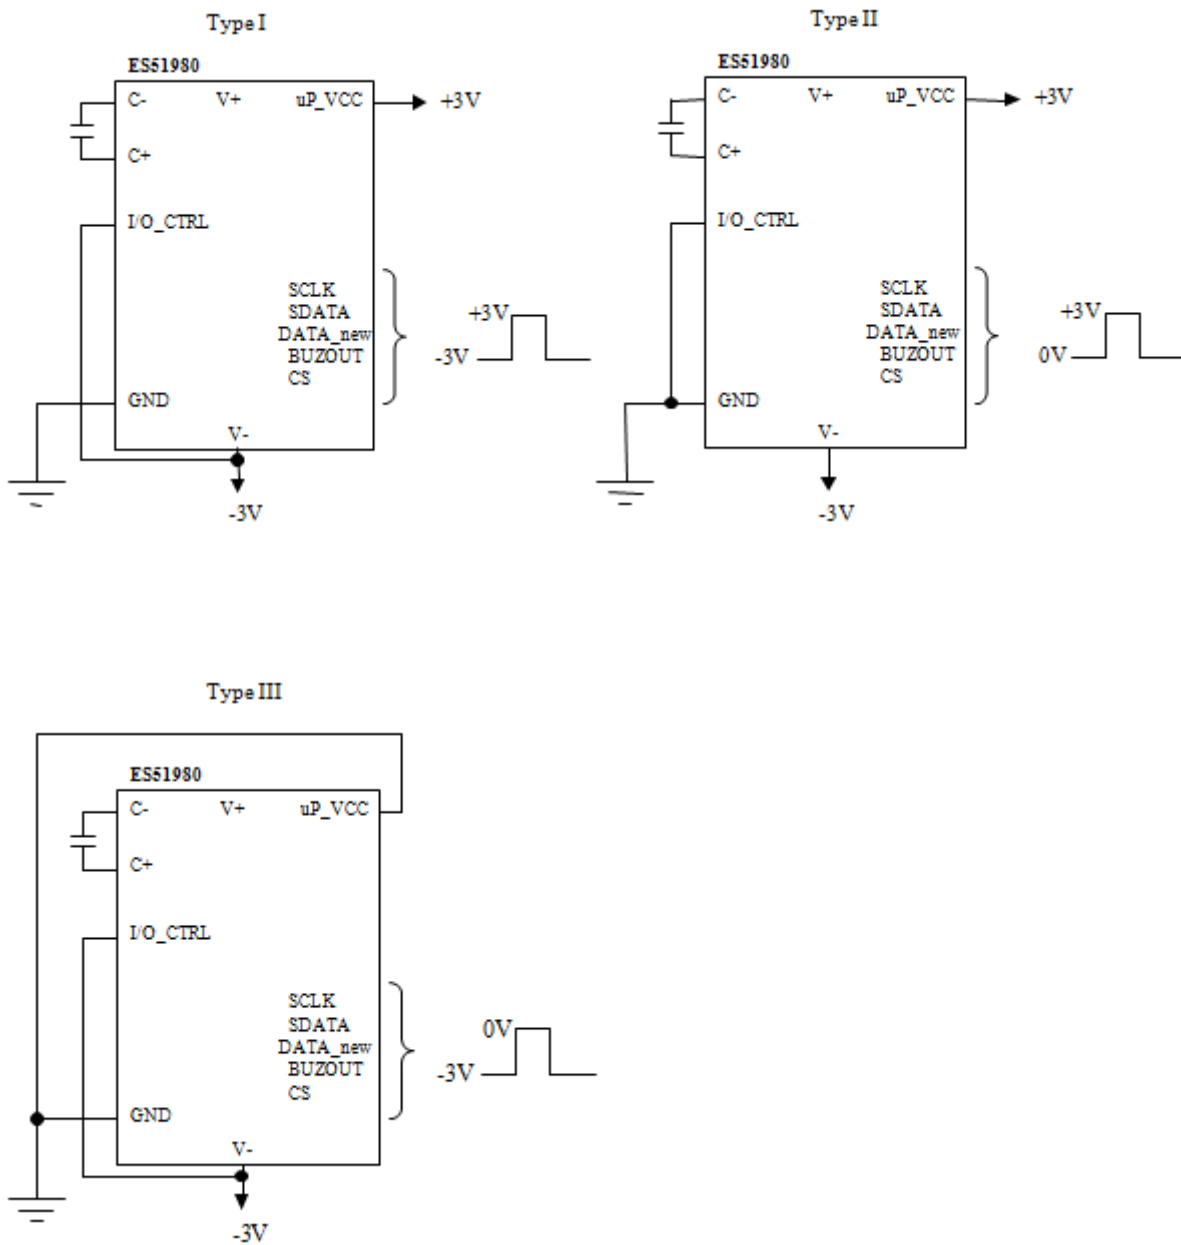 Type I
ES51980
C- V+ uP_VCC +3V
C+
I/O_CTRL
SCLK
SDATA
DATA_new
BUZOUT
CS
+3V
-3V
GND
V-
-3V
Type II
ES51980
C- V+ uP_VCC +3V
C+
I/O_CTRL
SCLK
SDATA
DATA_new
BUZOUT
CS
+3V
0V
GND
V-
-3V
Type III
ES51980
C- V+ uP_VCC
C+
I/O_CTRL
SCLK
SDATA
DATA_new
BUZOUT
CS
0V
-3V
GND
V-
-3V